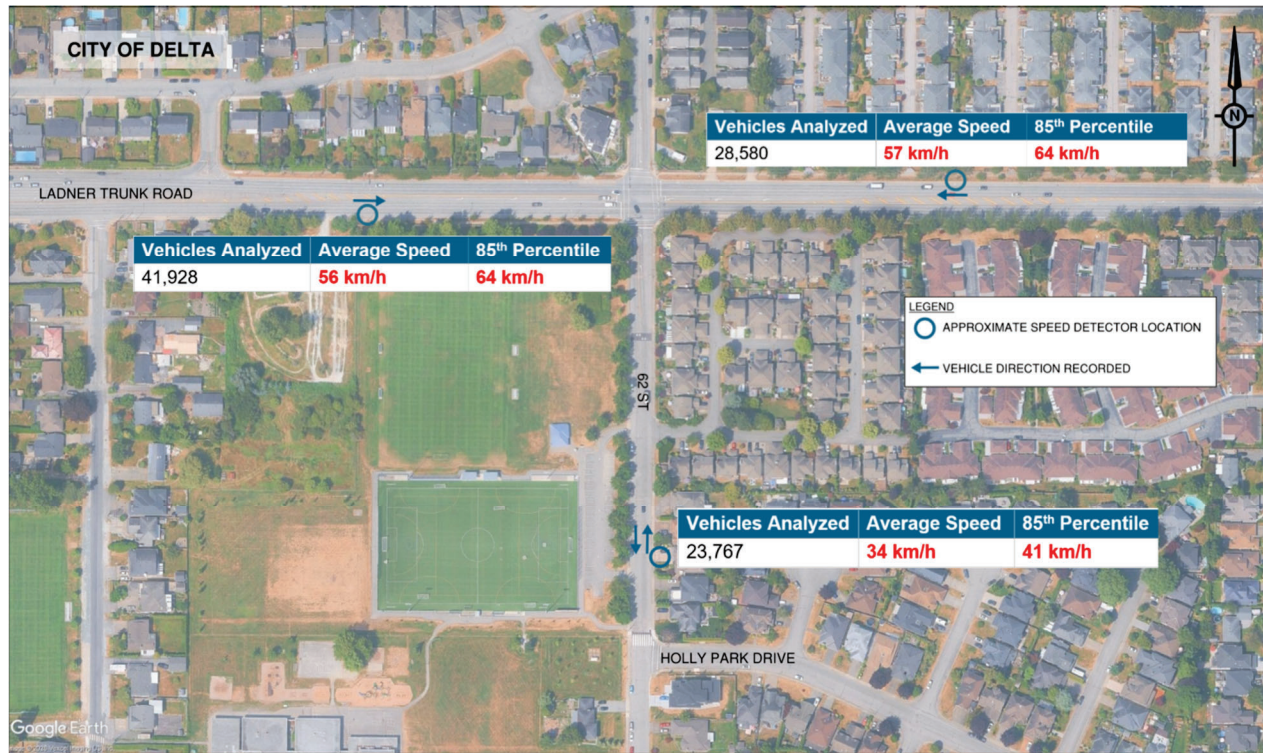 CITY OF DELTA
N
Vehicles Analyzed Average Speed 85th Percentile
28,580 57 km/h 64 km/h
LADNER TRUNK ROAD
Vehicles Analyzed Average Speed 85th Percentile
41,928 56 km/h 64 km/h
LEGEND
APPROXIMATE SPEED DETECTOR LOCATION
VEHICLE DIRECTION RECORDED
62 ST
Vehicles Analyzed Average Speed 85th Percentile
23,767 34 km/h 41 km/h
HOLLY PARK DRIVE
Google Earth